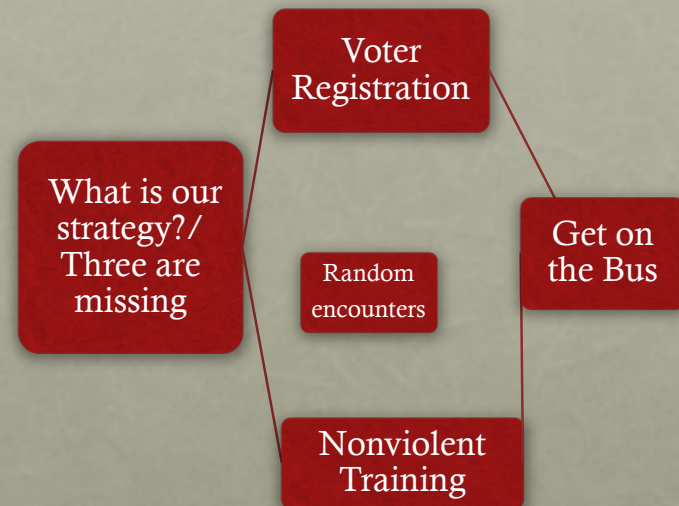 Voter
Registration
What is our
strategy?/
Three are
missing
Get on
the Bus
Random
encounters
Nonviolent
Training